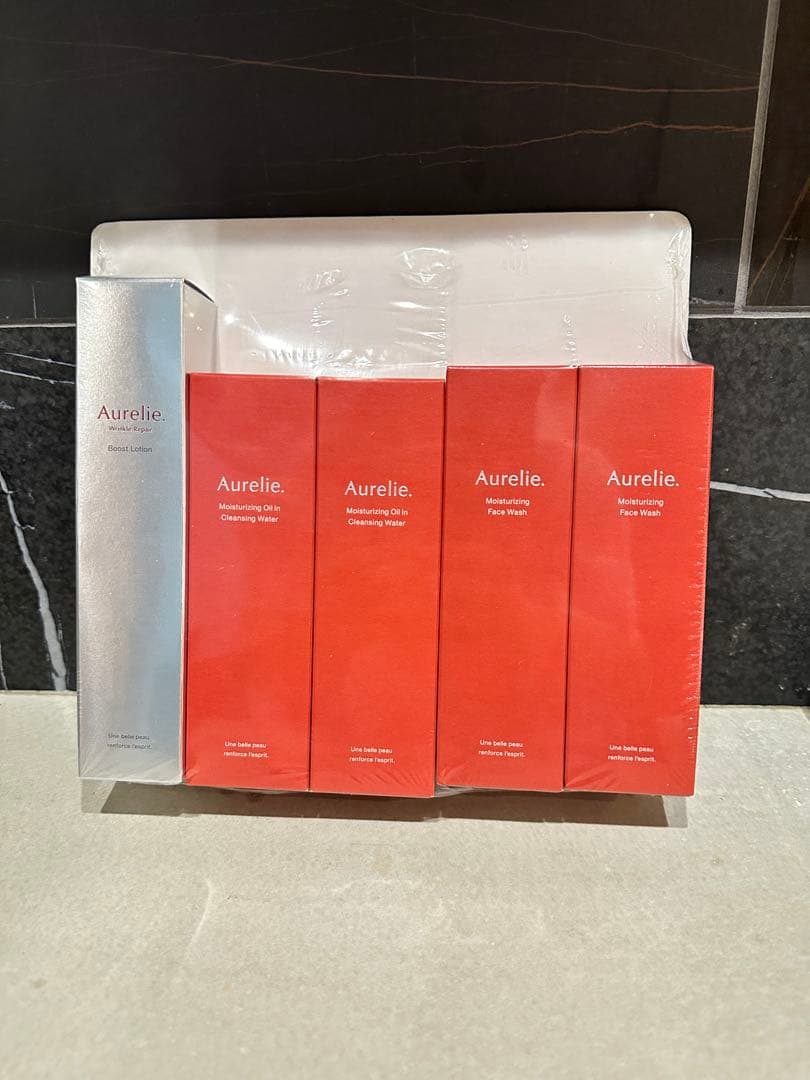 Aurelie.
Wrinkle Repair
Boost Lotion
Une belle peau
renforce l'esprit.
Aurelie.
Moisturizing Oil in
Cleansing Water
Une belle peau
renforce l'esprit.
Aurelie.
Moisturizing Oil in
Cleansing Water
Une belle peau
renforce l'esprit.
Aurelie.
Moisturizing
Face Wash
Une belle peau
renforce l'esprit.
Aurelie.
Moisturizing
Face Wash
Une belle peau
renforce l'esprit.